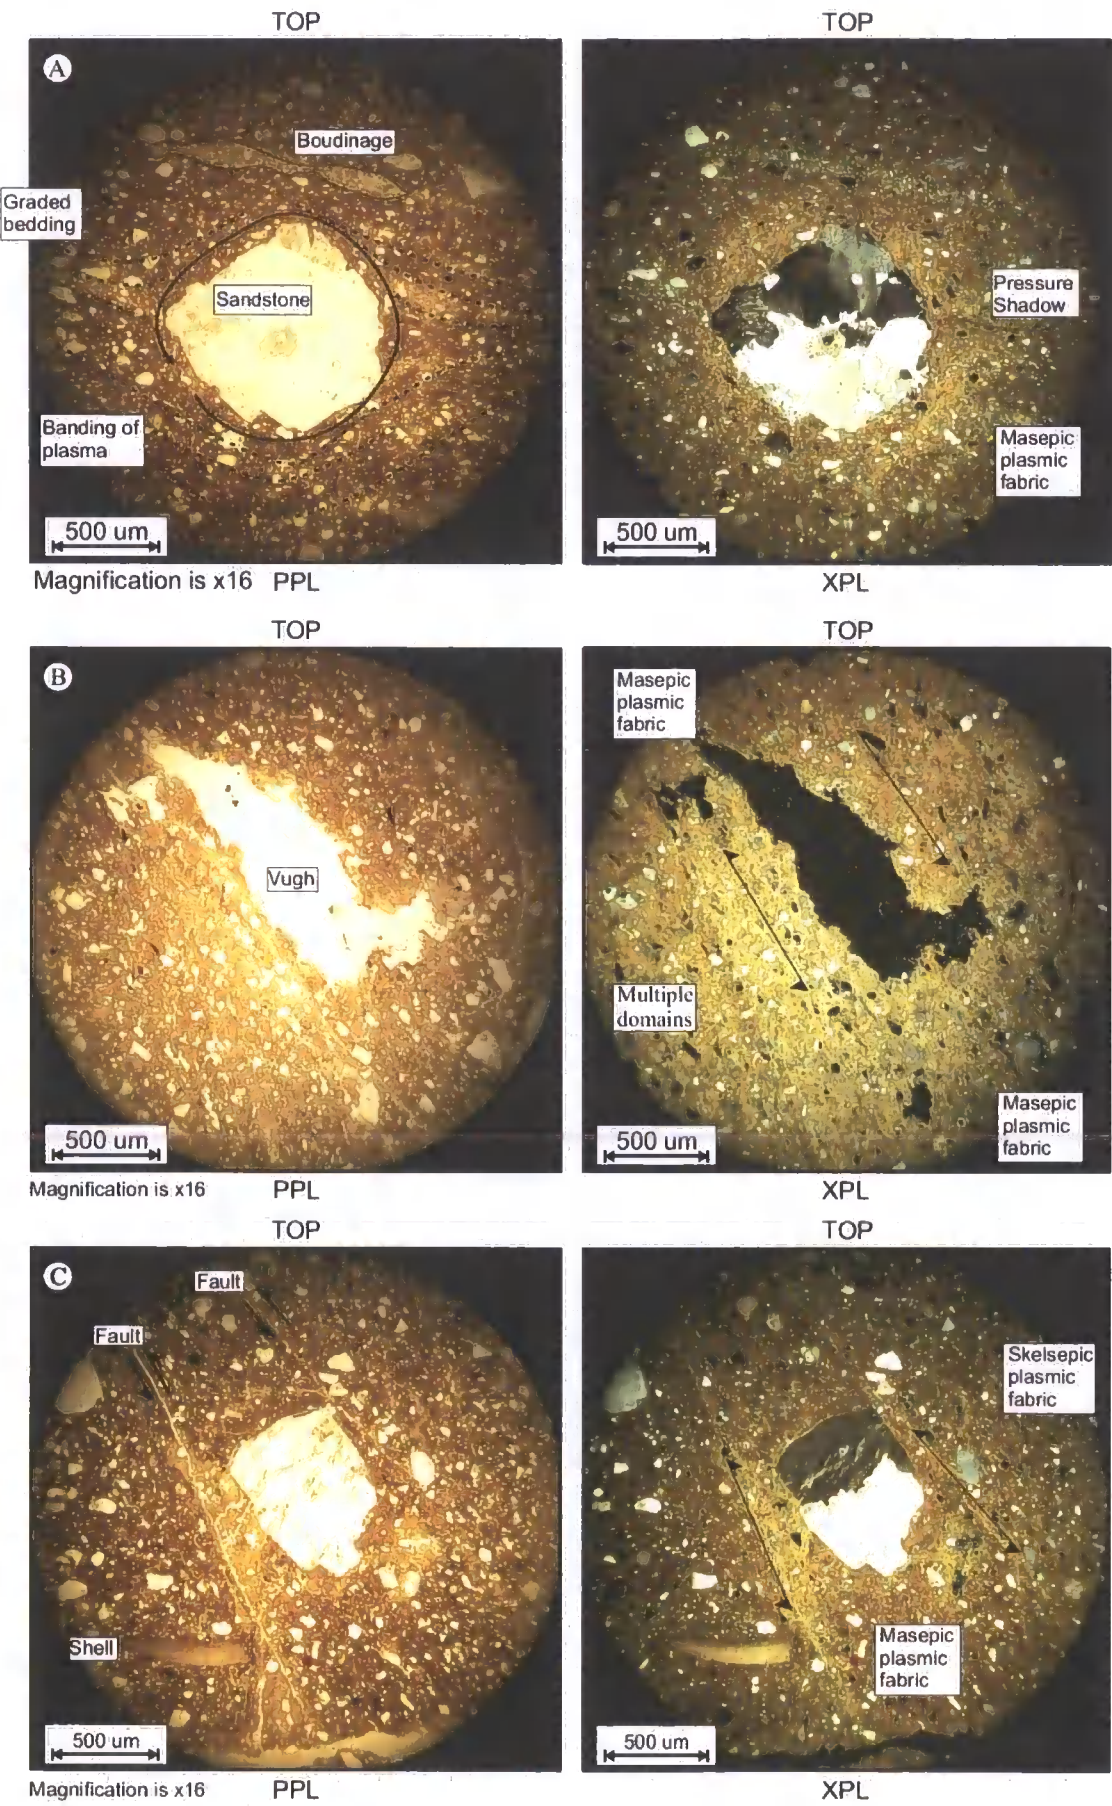 TOP
TOP
A
Boudinage
Graded
bedding
Sandstone
Pressure
Shadow
Banding of
plasma
Masepic
plasmic
fabric
500 um
500 um
Magnification is x16
PPL
XPL
TOP
TOP
B
Masepic
plasmic
fabric
Vugh
Multiple
domains
Masepic
plasmic
fabric
500 um
500 um
Magnification is x16
PPL
XPL
TOP
TOP
C
Fault
Fault
Skelsepic
plasmic
fabric
Shell
Masepic
plasmic
fabric
500 um
500 um
Magnification is x16
PPL
XPL